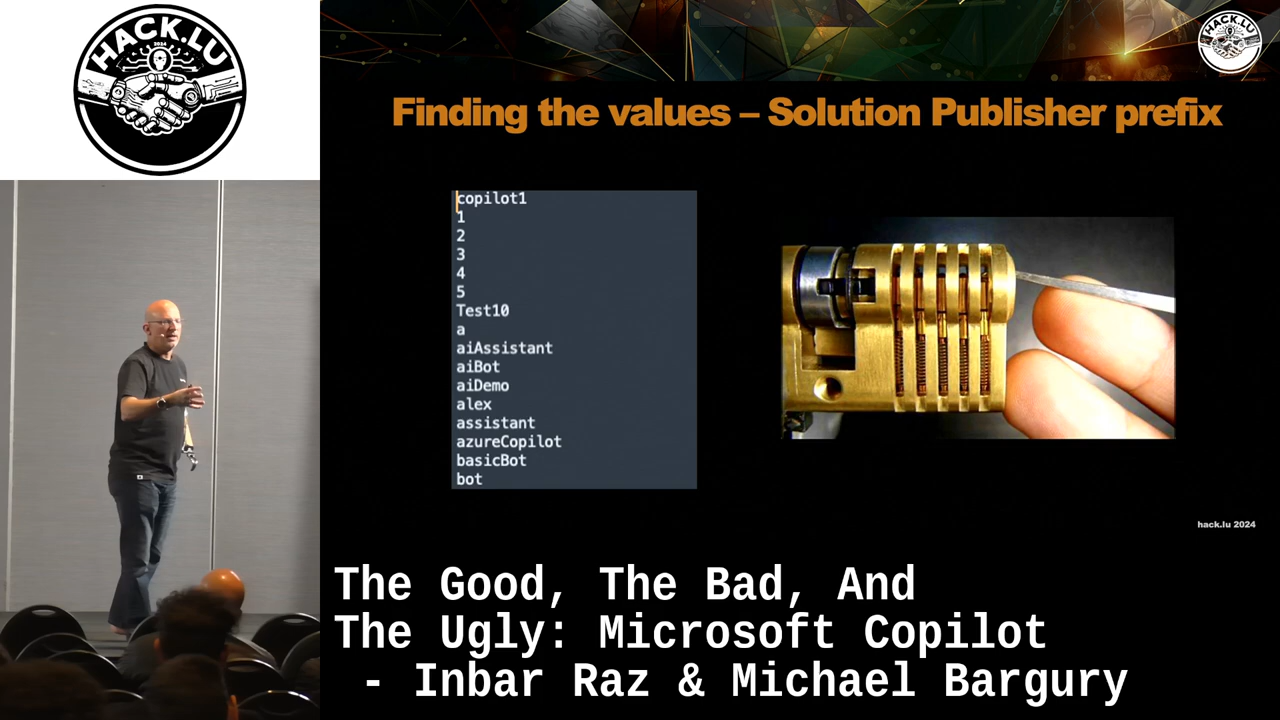 HACK.LU
2024
HACK.LU
Finding the values – Solution Publisher prefix
copilot1
1
2
3
4
5
Test10
a
aiAssistant
aiBot
aiDemo
alex
assistant
azureCopilot
basicBot
bot
hack.lu 2024
The Good, The Bad, And
The Ugly: Microsoft Copilot
- Inbar Raz & Michael Bargury